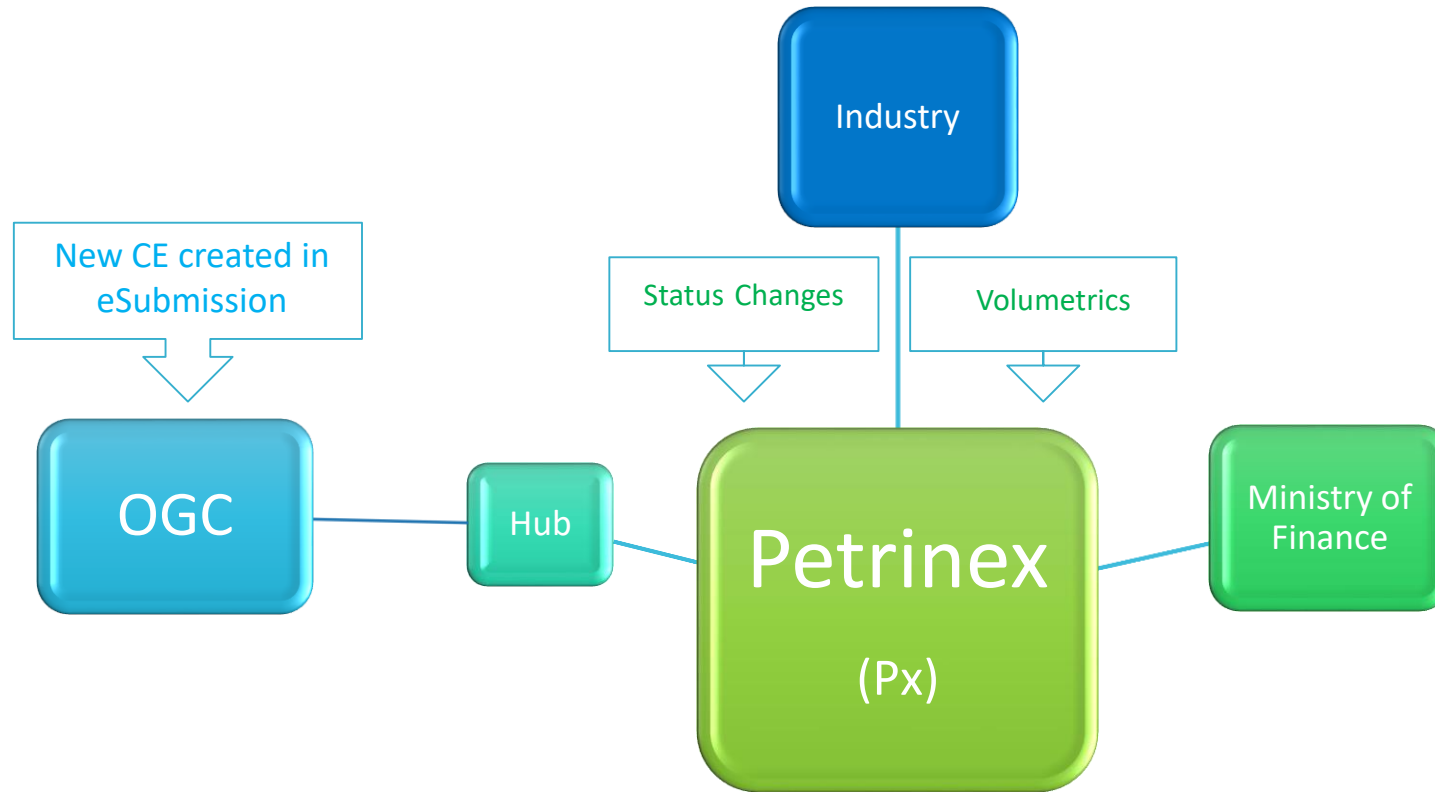 Industry
New CE created in
eSubmission
Status Changes
Volumetrics
OGC
Hub
Petrinex
(Px)
Ministry of
Finance